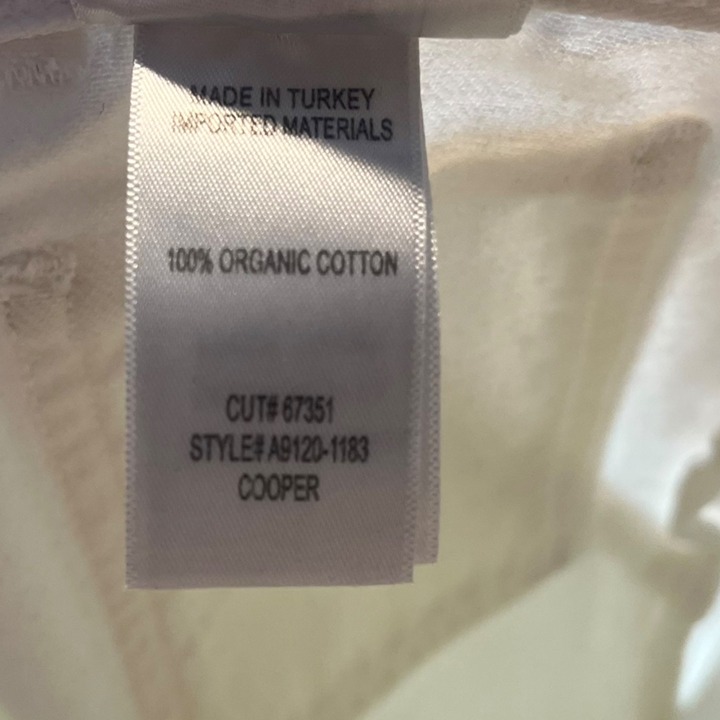 MADE IN TURKEY
IMPORTED MATERIALS
100% ORGANIC COTTON
CUT# 67351
STYLE# A9120-1183
COOPER